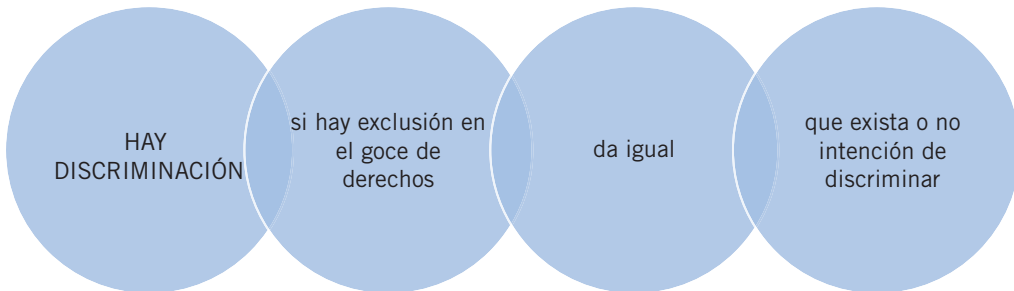 HAY
DISCRIMINACIÓN
si hay exclusión en
el goce de
derechos
da igual
que exista o no
intención de
discriminar